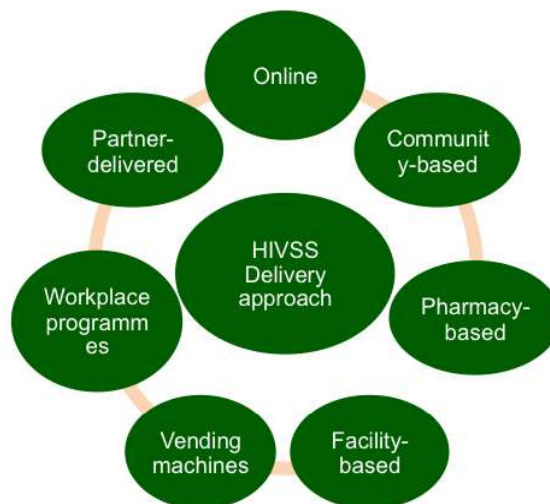 Online
Partner-
delivered
Communit
y-based
HIVSS
Delivery
approach
Workplace
programm
es
Pharmacy-
based
Vending
machines
Facility-
based